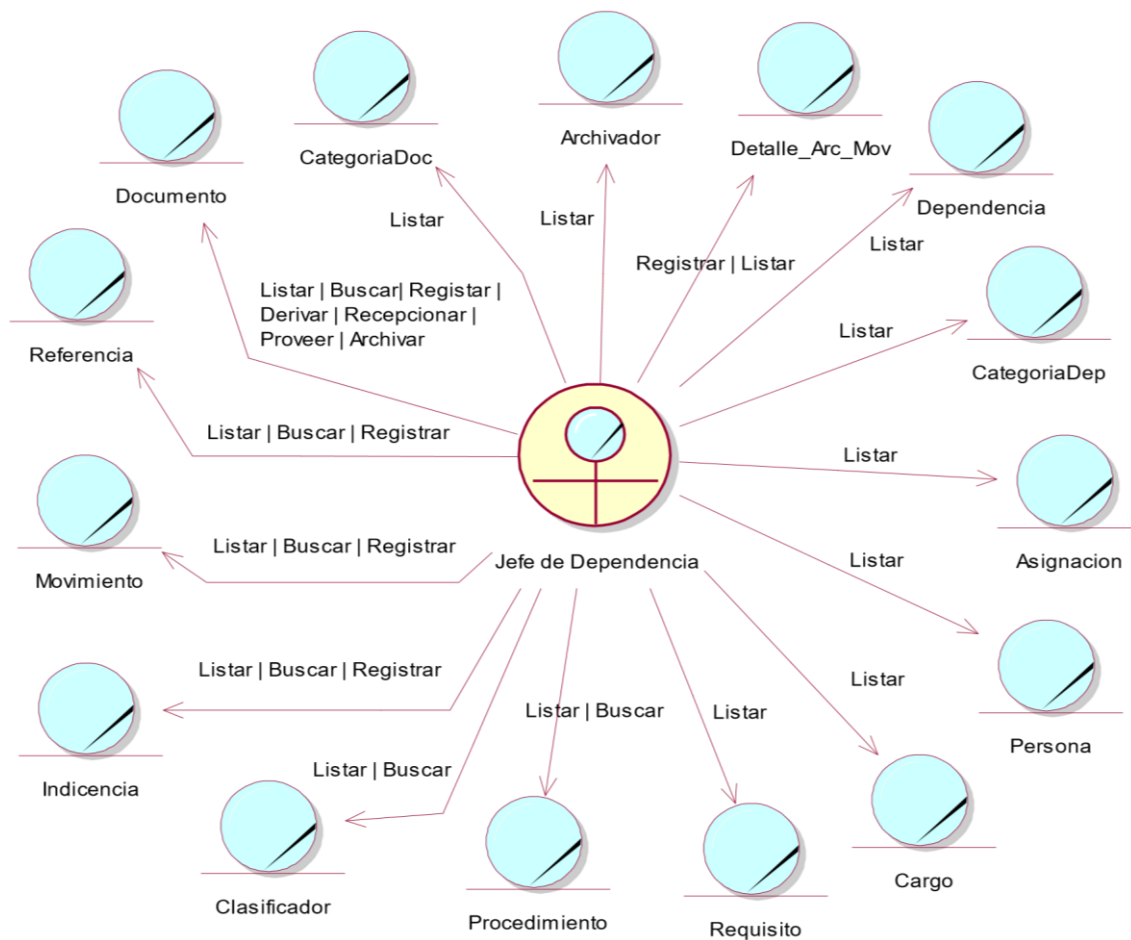 Archivador
Detalle_Arc_Mov
CategoriaDoc
Documento
Dependencia
Listar
Listar
Listar
Registrar | Listar
Listar | Buscar| Registar |
Derivar | Recepcionar |
Proveer | Archivar
Listar
Referencia
CategoriaDep
Listar | Buscar | Registrar
Listar
Listar | Buscar | Registrar
Jefe de Dependencia
Listar
Asignacion
Movimiento
Listar | Buscar | Registrar
Listar
Listar | Buscar
Listar
Persona
Indicencia
Listar | Buscar
Cargo
Clasificador
Procedimiento
Requisito